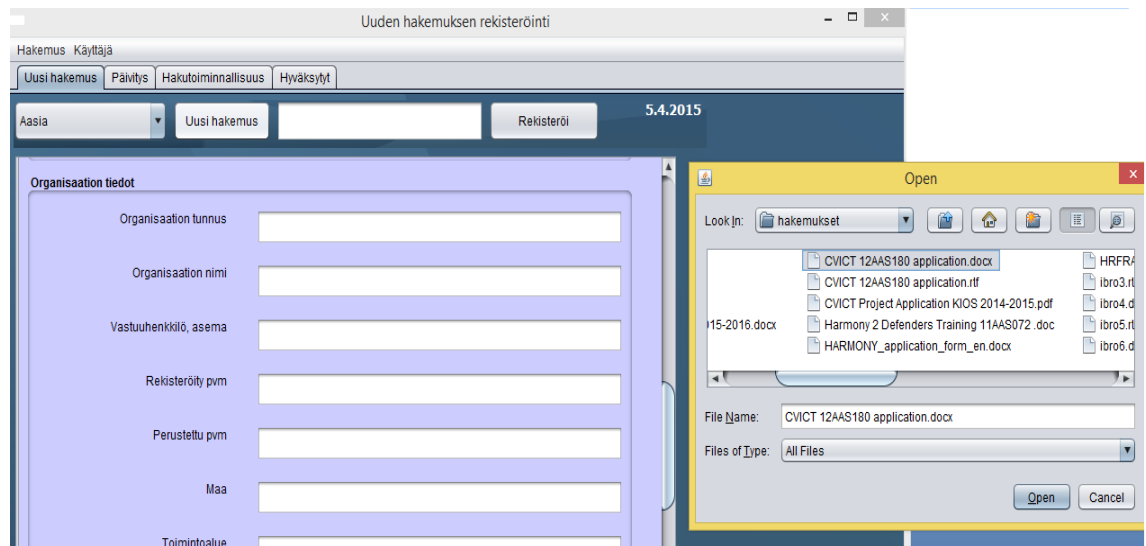 Uuden hakemuksen rekisteröinti
Hakemus Käyttäjä
Uusi hakemus Päivitys Hakutoiminnallisuus Hyväksytyt
Aasia Uusi hakemus Rekisteröi 5.4.2015
Organisaation tiedot
Organisaation tunnus
Organisaation nimi
Vastuuhenkkilö, asema
Rekisteröity pvm
Perustettu pvm
Maa
Toimintoalue
Open
Look In: hakemukset
CVICT 12AAS180 application.docx HRFRA
CVICT 12AAS180 application.rtf ibro3.rt
CVICT Project Application KIOS 2014-2015.pdf ibro4.d
015-2016.docx Harmony 2 Defenders Training 11AAS072 .doc ibro5.rt
HARMONY_application_form_en.docx ibro6.d
File Name: CVICT 12AAS180 application.docx
Files of Type: All Files
Open Cancel